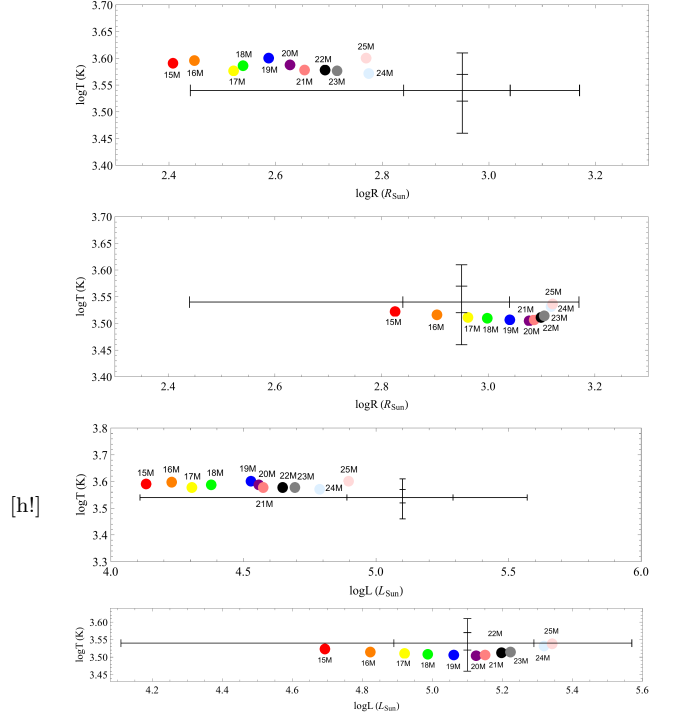 3.70
3.65
3.60
3.55
3.50
3.45
3.40
logT (K)
15M
16M
17M
18M
19M
20M
21M
22M
23M
25M
24M
2.4 2.6 2.8 3.0 3.2
logR (R_Sun)
3.70
3.65
3.60
3.55
3.50
3.45
3.40
logT (K)
15M
16M
17M
18M
19M
21M
20M
25M
24M
23M
22M
2.4 2.6 2.8 3.0 3.2
logR (R_Sun)
[h!]
3.8
3.7
3.6
3.5
3.4
3.3
logT (K)
15M
16M
17M
18M
19M
20M
21M
22M
23M
25M
24M
4.0 4.5 5.0 5.5 6.0
logL (L_Sun)
3.60
3.55
3.50
3.45
logT (K)
15M
16M
17M
18M
19M
20M
21M
22M
23M
25M
24M
4.2 4.4 4.6 4.8 5.0 5.2 5.4 5.6
logL (L_Sun)